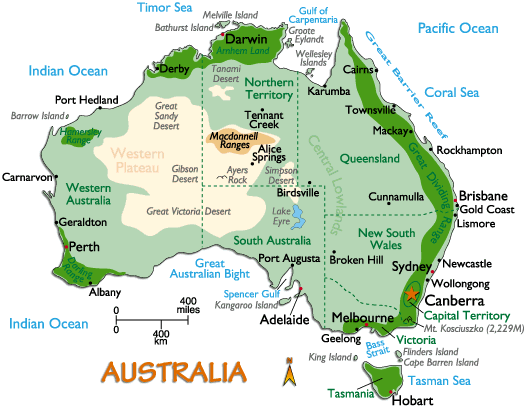 Timor Sea
Melville Island
Bathurst Island
Gulf of
Carpentaria
Pacific Ocean
Darwin
Arnhem Land
Groote
Eylandt
Wellesley
Islands
Indian Ocean
Derby
Tanami
Desert
Northern
Territory
Karumba
Cairns
Great Barrier Reef
Coral Sea
Port Hedland
Barrow Island
Great
Sandy
Desert
Tennant
Creek
Townsville
Mackay
Hamersley
Range
Macdonnell
Ranges
Rockhampton
Western
Plateau
Alice
Springs
Central Lowlands
Queensland
Great Dividing Range
Carnarvon
Gibson
Desert
Ayers
Rock
Simpson
Desert
Birdsville
Western
Australia
Cunnamulla
Brisbane
Gold Coast
Lismore
Geraldton
Great Victoria Desert
Lake
Eyre
South Australia
New South
Wales
Perth
Darling
Range
Great
Australian Bight
Port Augusta
Broken Hill
Sydney
Newcastle
Wollongong
Albany
Spencer Gulf
Kangaroo Island
Canberra
Capital Territory
Mt. Kosciuszko (2,229M)
Indian Ocean
0
400
miles
0
400
km
Adelaide
Melbourne
Geelong
Victoria
King Island
Bass
Strait
Flinders Island
Cape Barren Island
AUSTRALIA
N
Tasman Sea
Tasmania
Hobart